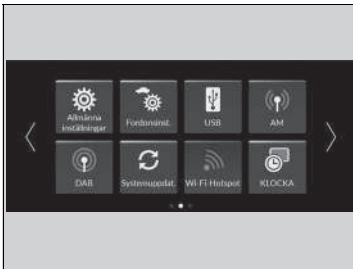 Allmänna
inställningar
Fordonsinst.
USB
AM
DAB
Systemuppdat.
Wi-Fi-Hotspot
KLOCKA